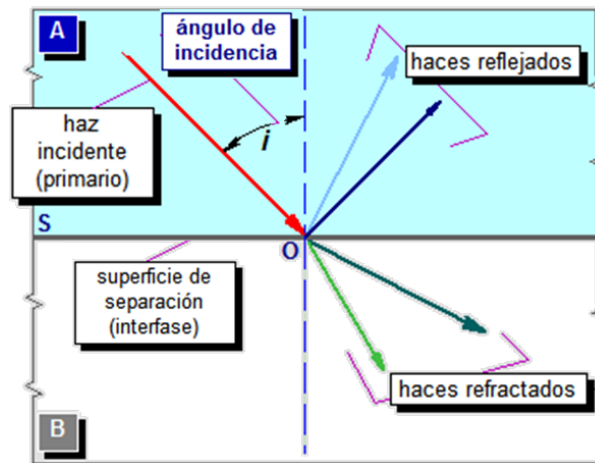 A
ángulo de
incidencia
haces reflejados
haz
incidente
(primario)
i
S
O
superficie de
separación
(interfase)
haces refractados
B